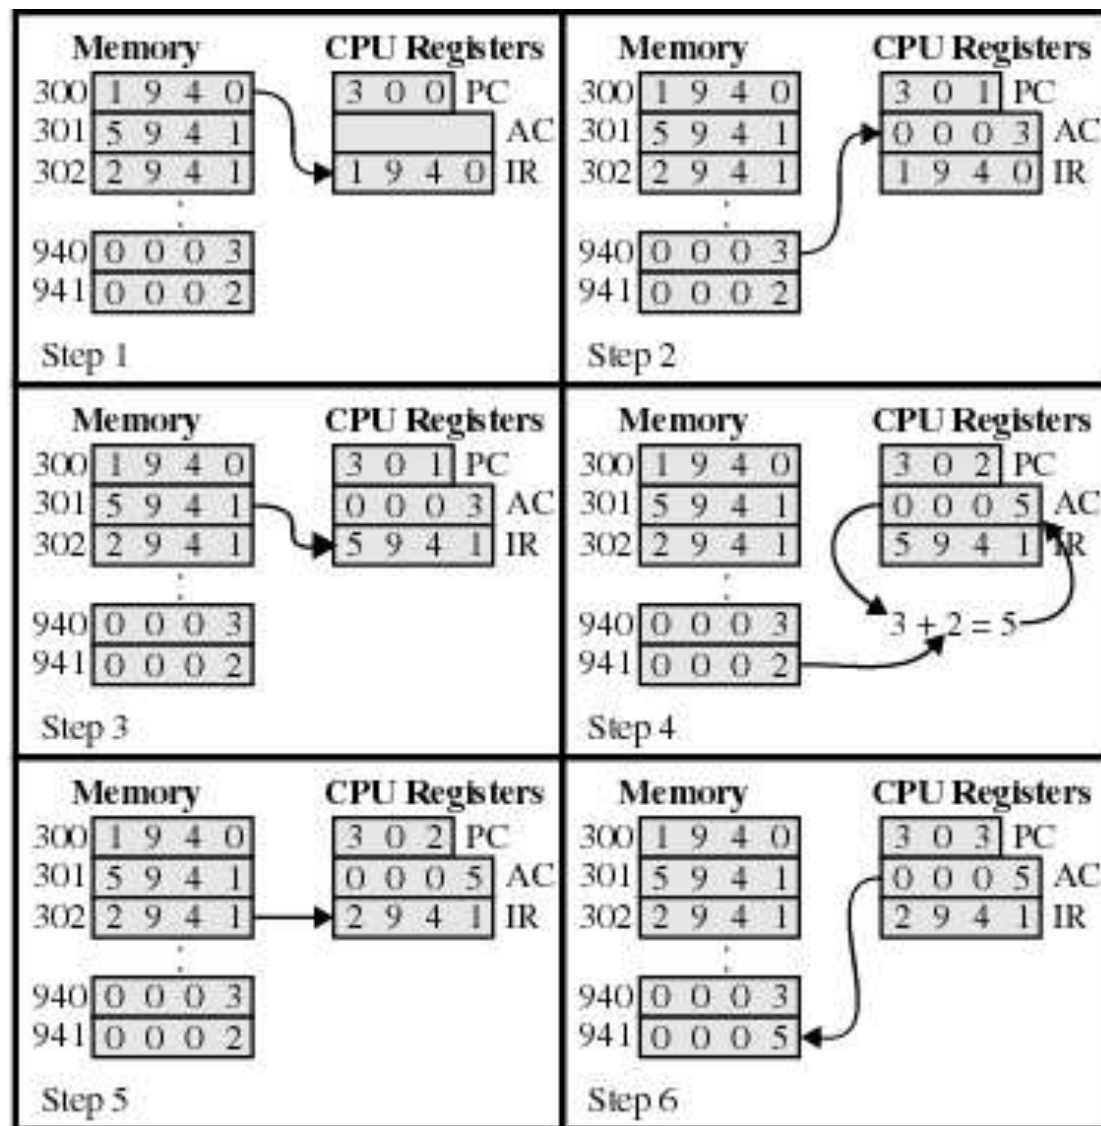 Memory CPU Registers
300 1 9 4 0 3 0 0 PC
301 5 9 4 1 AC
302 2 9 4 1 1 9 4 0 IR
940 0 0 0 3
941 0 0 0 2
Step 1
Memory CPU Registers
300 1 9 4 0 3 0 1 PC
301 5 9 4 1 0 0 0 3 AC
302 2 9 4 1 1 9 4 0 IR
940 0 0 0 3
941 0 0 0 2
Step 2
Memory CPU Registers
300 1 9 4 0 3 0 1 PC
301 5 9 4 1 0 0 0 3 AC
302 2 9 4 1 5 9 4 1 IR
940 0 0 0 3
941 0 0 0 2
Step 3
Memory CPU Registers
300 1 9 4 0 3 0 2 PC
301 5 9 4 1 0 0 0 5 AC
302 2 9 4 1 5 9 4 1 IR
940 0 0 0 3 3 + 2 = 5
941 0 0 0 2
Step 4
Memory CPU Registers
300 1 9 4 0 3 0 2 PC
301 5 9 4 1 0 0 0 5 AC
302 2 9 4 1 2 9 4 1 IR
940 0 0 0 3
941 0 0 0 2
Step 5
Memory CPU Registers
300 1 9 4 0 3 0 3 PC
301 5 9 4 1 0 0 0 5 AC
302 2 9 4 1 2 9 4 1 IR
940 0 0 0 3
941 0 0 0 5
Step 6